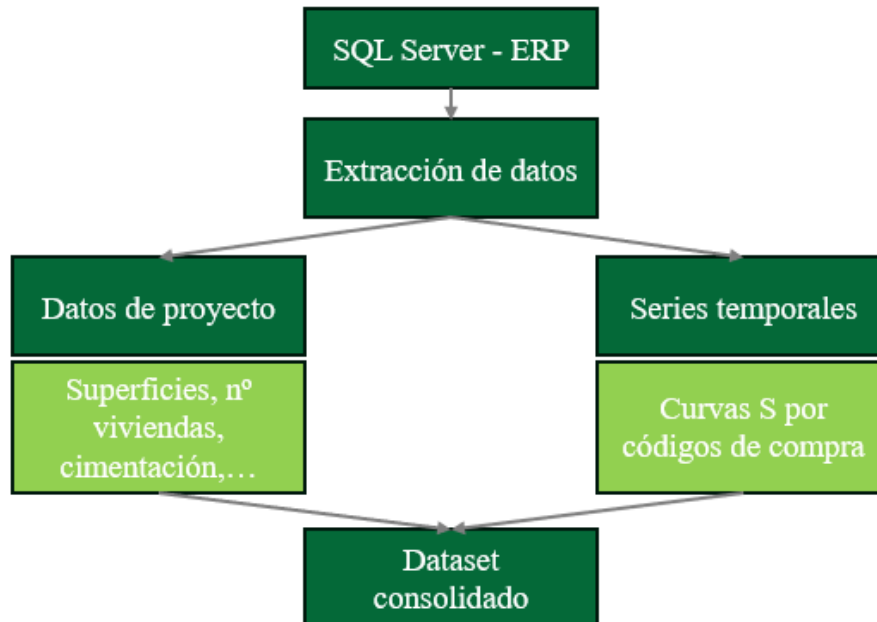 SQL Server - ERP
Extracción de datos
Datos de proyecto
Superficies, nº
viviendas,
cimentación,…
Series temporales
Curvas S por
códigos de compra
Dataset
consolidado